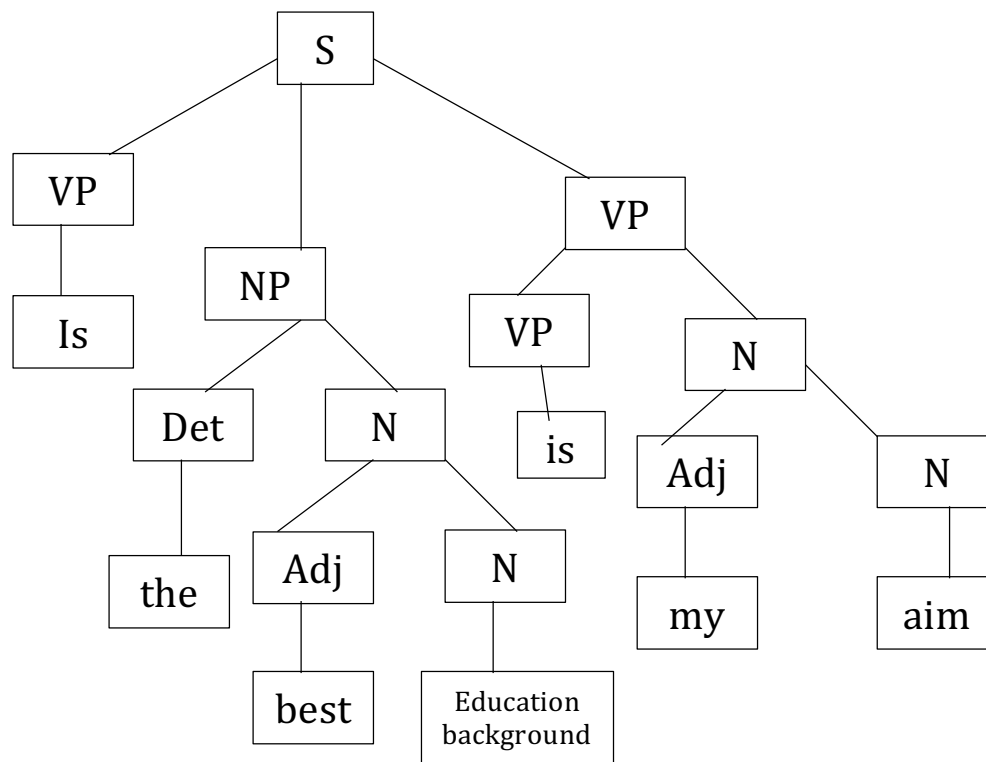 S
VP
VP
NP
VP
Is
N
Det
N
is
Adj
N
Adj
N
the
my
aim
best
Education
background